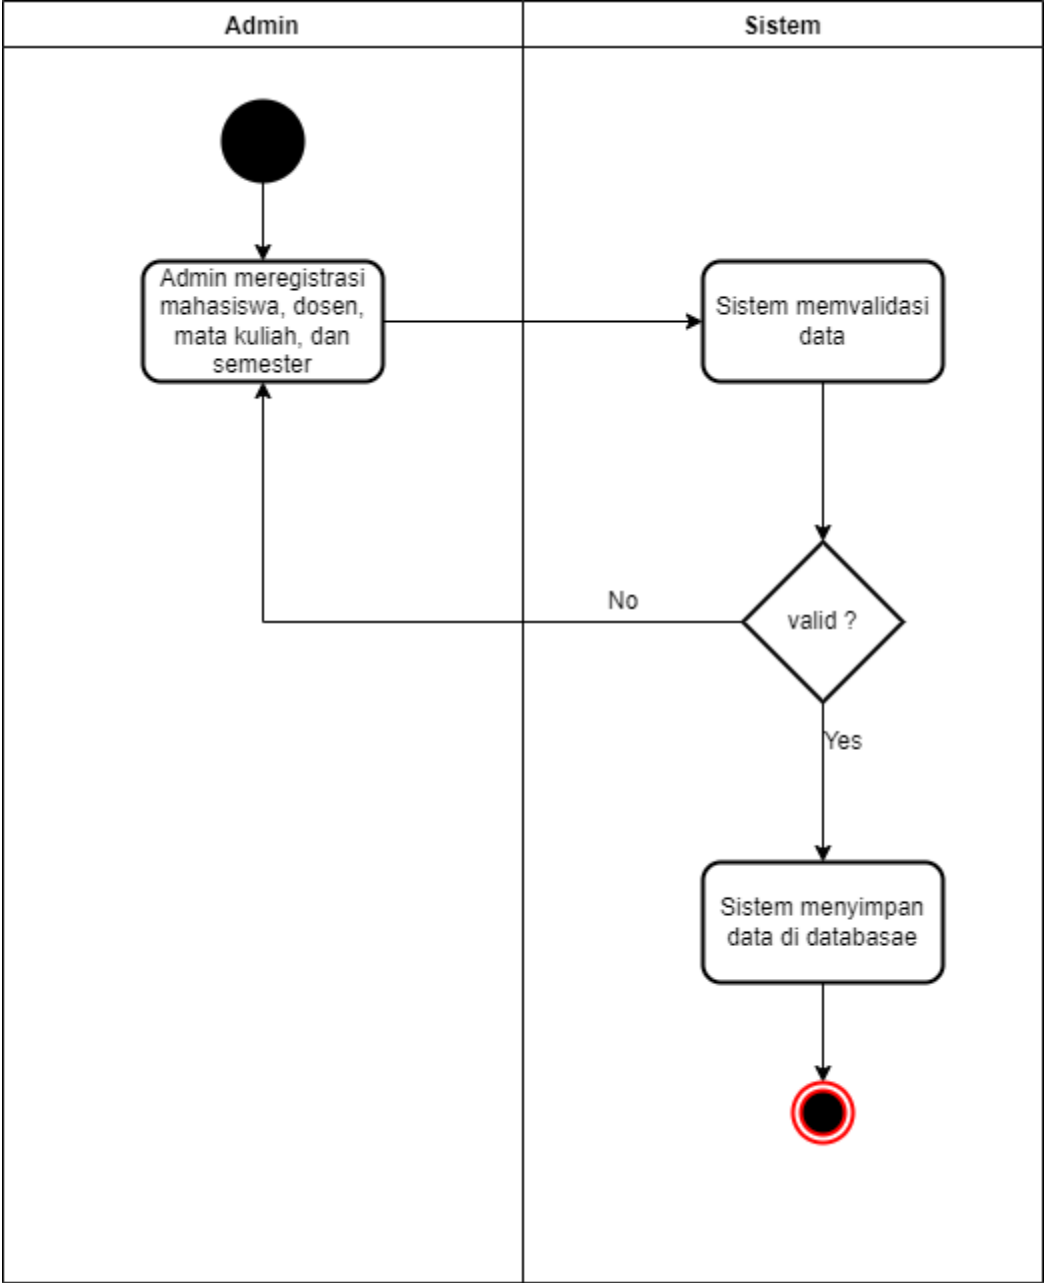 Admin
Sistem
Admin meregistrasi
mahasiswa, dosen,
mata kuliah, dan
semester
Sistem memvalidasi
data
No
valid ?
Yes
Sistem menyimpan
data di databasae